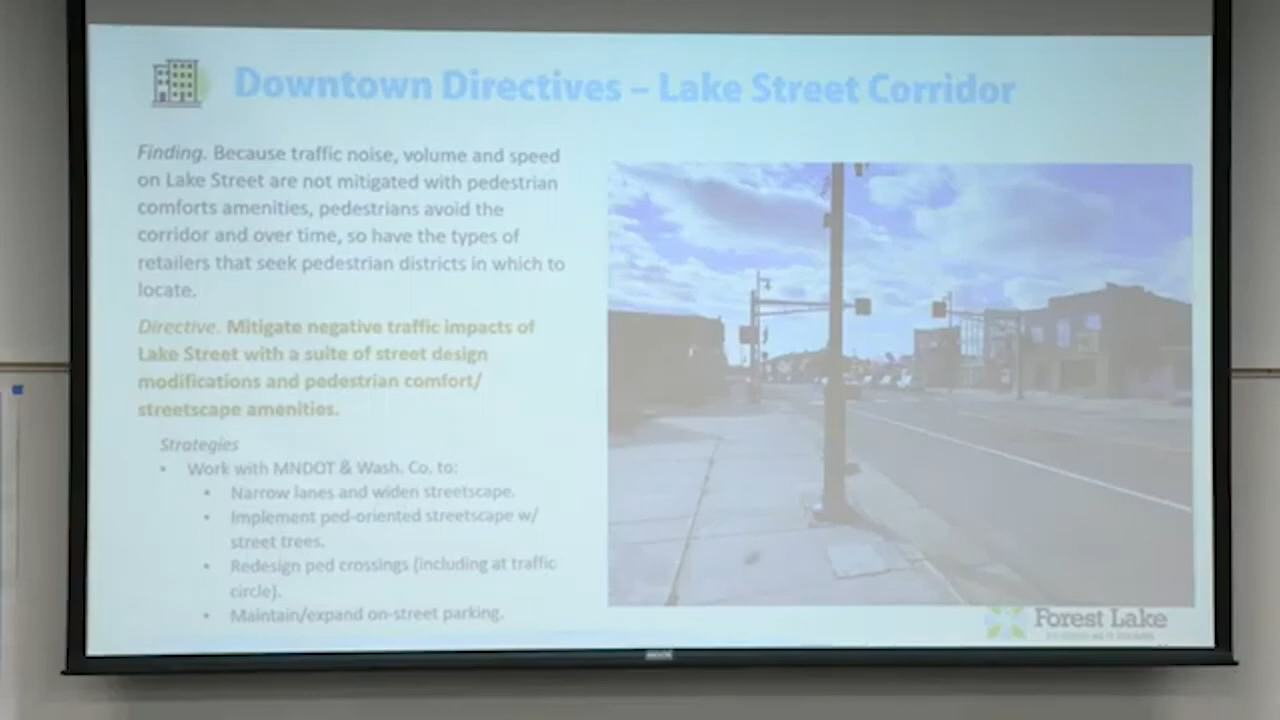 Downtown Directives – Lake Street Corridor
Finding. Because traffic noise, volume and speed
on Lake Street are not mitigated with pedestrian
comforts amenities, pedestrians avoid the
corridor and over time, so have the types of
retailers that seek pedestrian districts in which to
locate.
Directive. Mitigate negative traffic impacts of
Lake Street with a suite of street design
modifications and pedestrian comfort/
streetscape amenities.
Strategies
• Work with MNDOT & Wash. Co. to:
• Narrow lanes and widen streetscape.
• Implement ped-oriented streetscape w/
street trees.
• Redesign ped crossings (including at traffic
circle).
• Maintain/expand on-street parking.
Forest Lake